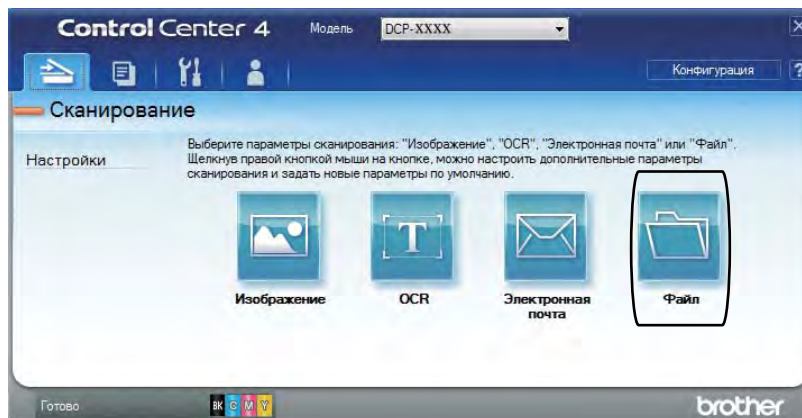 Control Center 4 Модель DCP-XXXX
Конфигурация ?
Сканирование
Настройки
Выберите параметры сканирования: "Изображение", "OCR", "Электронная почта" или "Файл".
Щелкнув правой кнопкой мыши на кнопке, можно настроить дополнительные параметры
сканирования и задать новые параметры по умолчанию.
T
Изображение OCR Электронная почта Файл
Готово BK C M Y brother